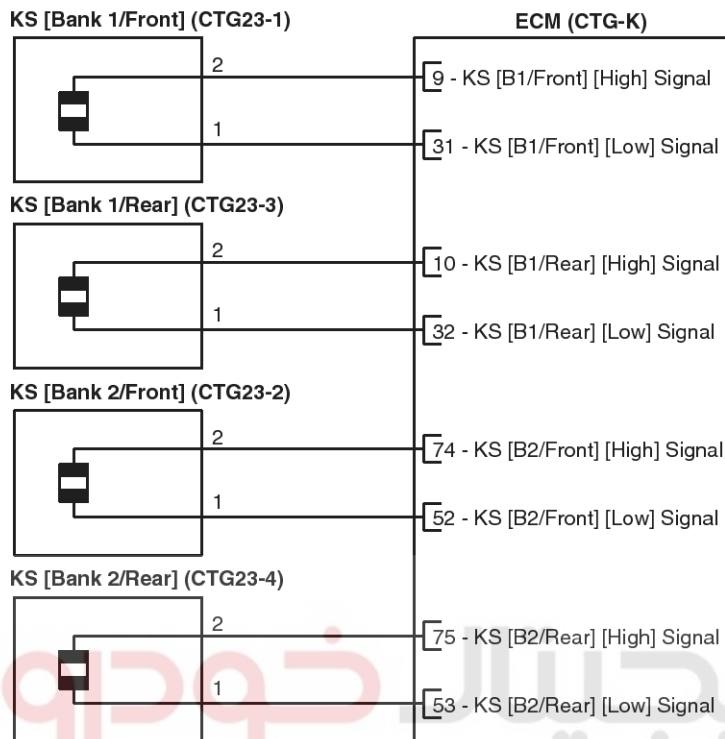 KS [Bank 1/Front] (CTG23-1)
ECM (CTG-K)
2
9 - KS [B1/Front] [High] Signal
1
31 - KS [B1/Front] [Low] Signal
KS [Bank 1/Rear] (CTG23-3)
2
10 - KS [B1/Rear] [High] Signal
1
32 - KS [B1/Rear] [Low] Signal
KS [Bank 2/Front] (CTG23-2)
2
74 - KS [B2/Front] [High] Signal
1
52 - KS [B2/Front] [Low] Signal
KS [Bank 2/Rear] (CTG23-4)
2
75 - KS [B2/Rear] [High] Signal
1
53 - KS [B2/Rear] [Low] Signal
دیجیتال خودرو